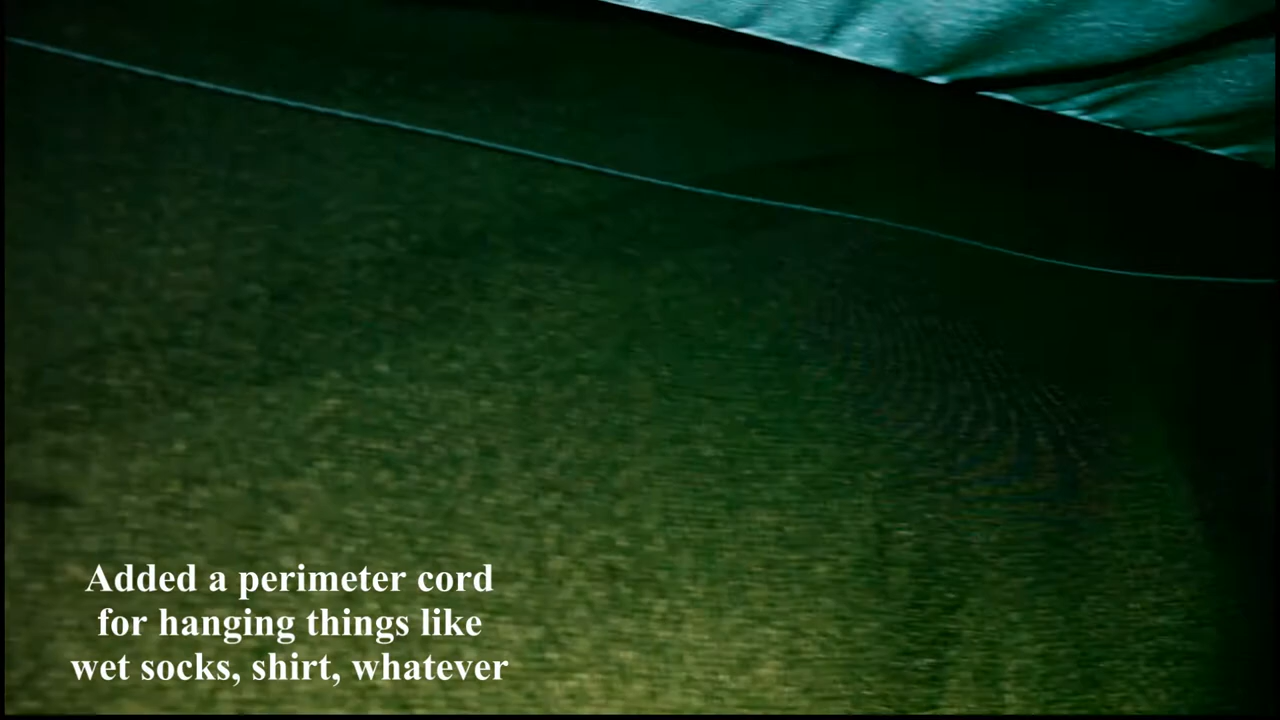 Added a perimeter cord
for hanging things like
wet socks, shirt, whatever